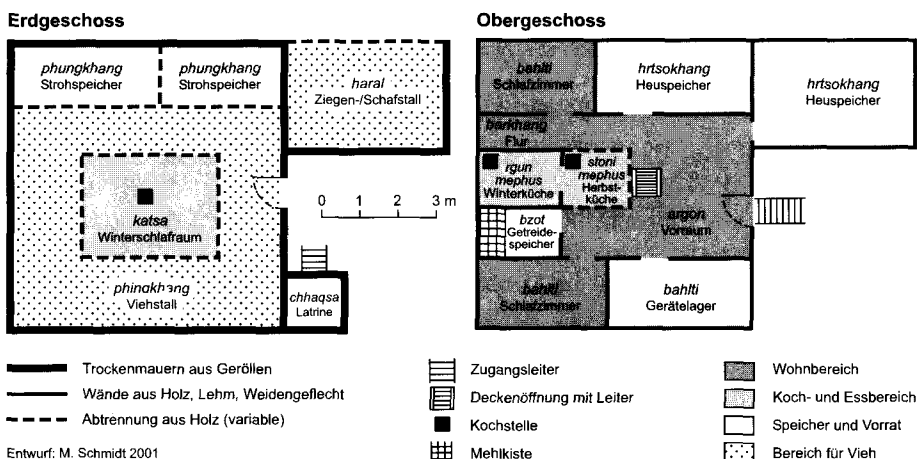 Erdgeschoss
phungkhang
Strohspeicher
phungkhang
Strohspeicher
haral
Ziegen-/Schafstall
katsa
Winterschlafraum
phingkhang
Viehstall
chhaqsa
Latrine
0 1 2 3 m
Obergeschoss
bahlti
Schlafzimmer
hrtsokhang
Heuspeicher
hrtsokhang
Heuspeicher
barkhang
Flur
rgun
mephus
Winterküche
stoni
mephus
Herbst-
küche
bzot
Getreide-
speicher
argon
Vorraum
bahlti
Schlafzimmer
bahlti
Gerätelager
Trockenmauern aus Geröllen
Wände aus Holz, Lehm, Weidengeflecht
Abtrennung aus Holz (variable)
Zugangsleiter
Deckenöffnung mit Leiter
Kochstelle
Mehlkiste
Wohnbereich
Koch- und Essbereich
Speicher und Vorrat
Bereich für Vieh
Entwurf: M. Schmidt 2001